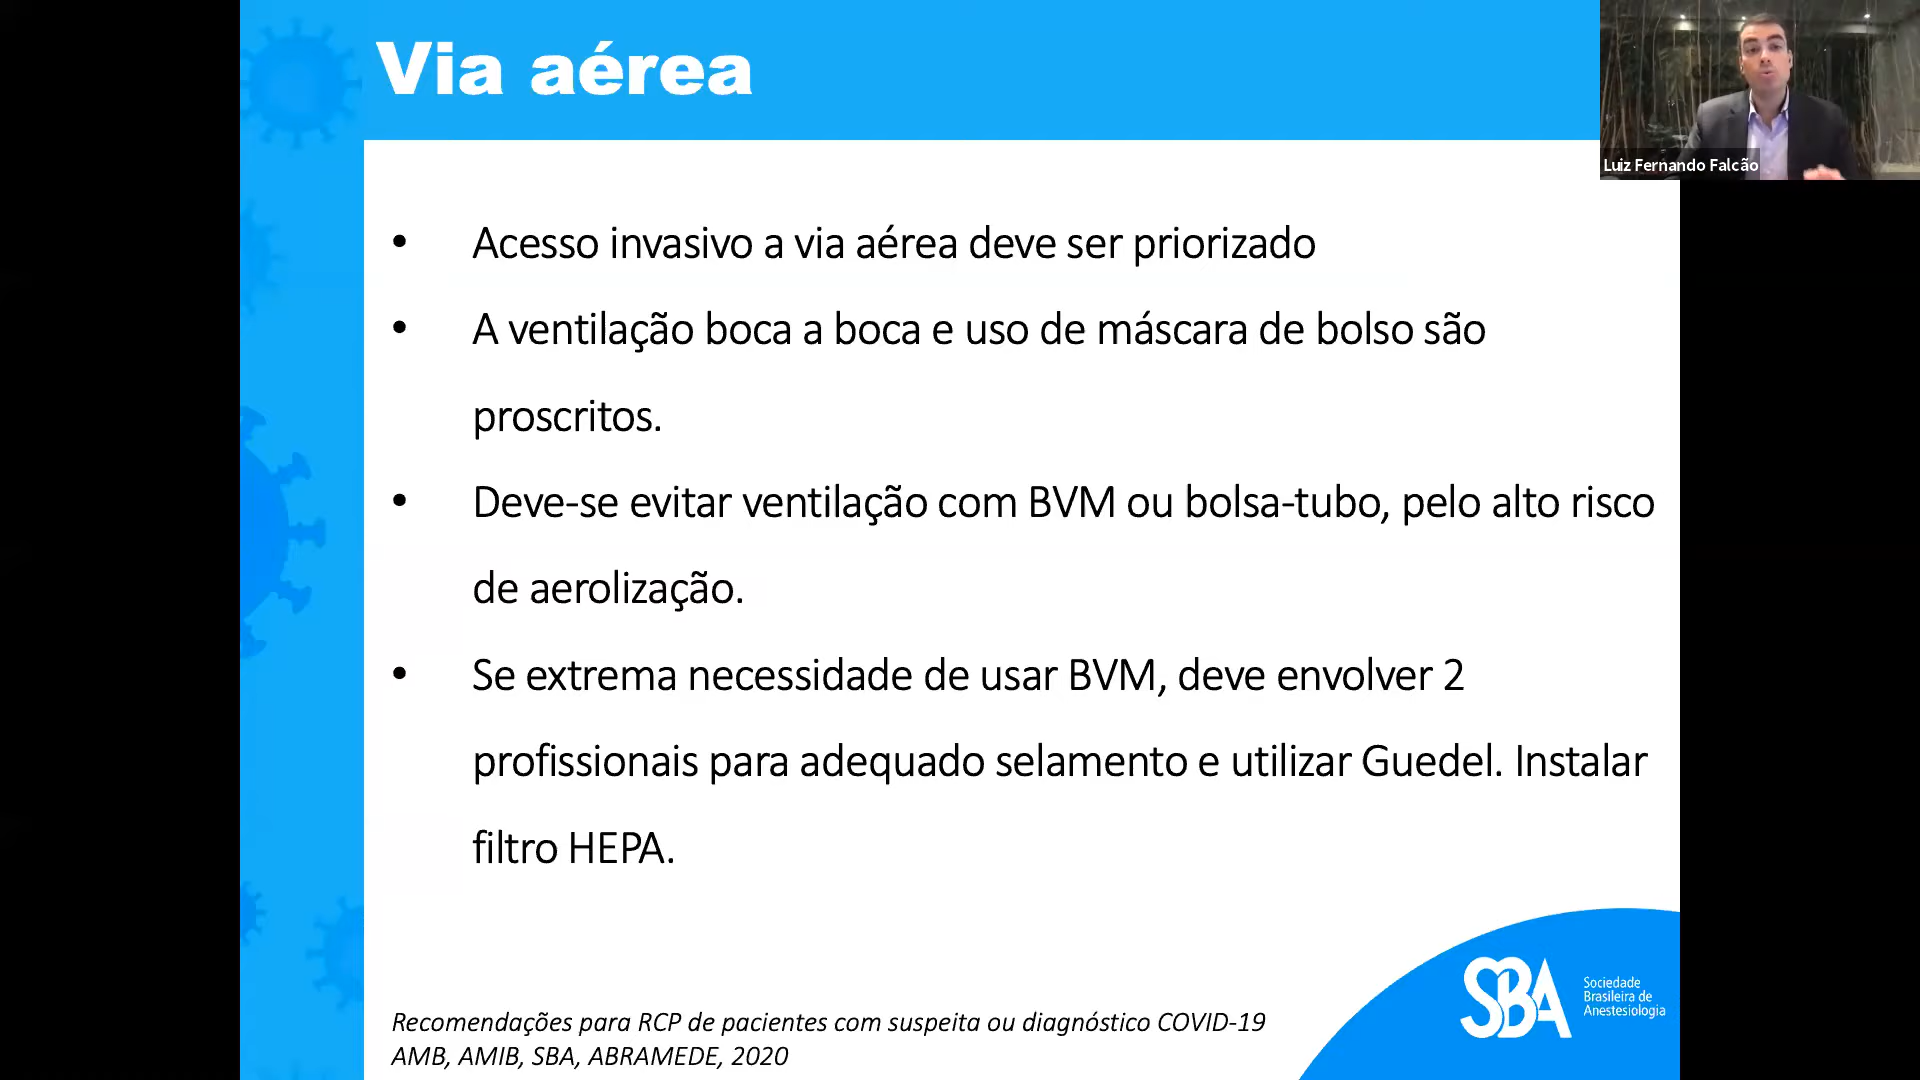 Via aérea
Luiz Fernando Falcão
• Acesso invasivo a via aérea deve ser priorizado
• A ventilação boca a boca e uso de máscara de bolso são
proscritos.
• Deve-se evitar ventilação com BVM ou bolsa-tubo, pelo alto risco
de aerolização.
• Se extrema necessidade de usar BVM, deve envolver 2
profissionais para adequado selamento e utilizar Guedel. Instalar
filtro HEPA.
SBA
Sociedade
Brasileira de
Anestesiologia
Recomendações para RCP de pacientes com suspeita ou diagnóstico COVID-19
AMB, AMIB, SBA, ABRAMEDE, 2020